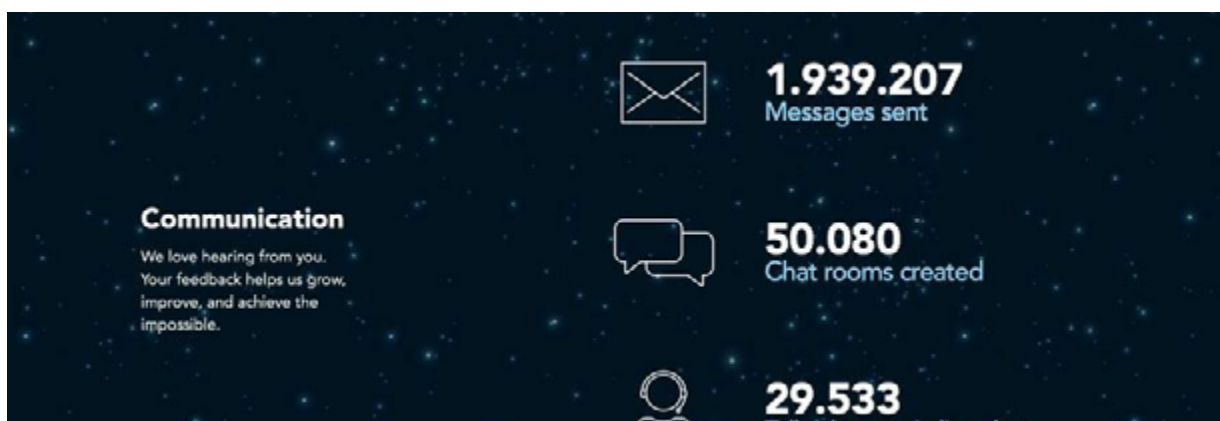 1.939.207
Messages sent
Communication
We love hearing from you.
Your feedback helps us grow,
improve, and achieve the
impossible.
50.080
Chat rooms created
29.533